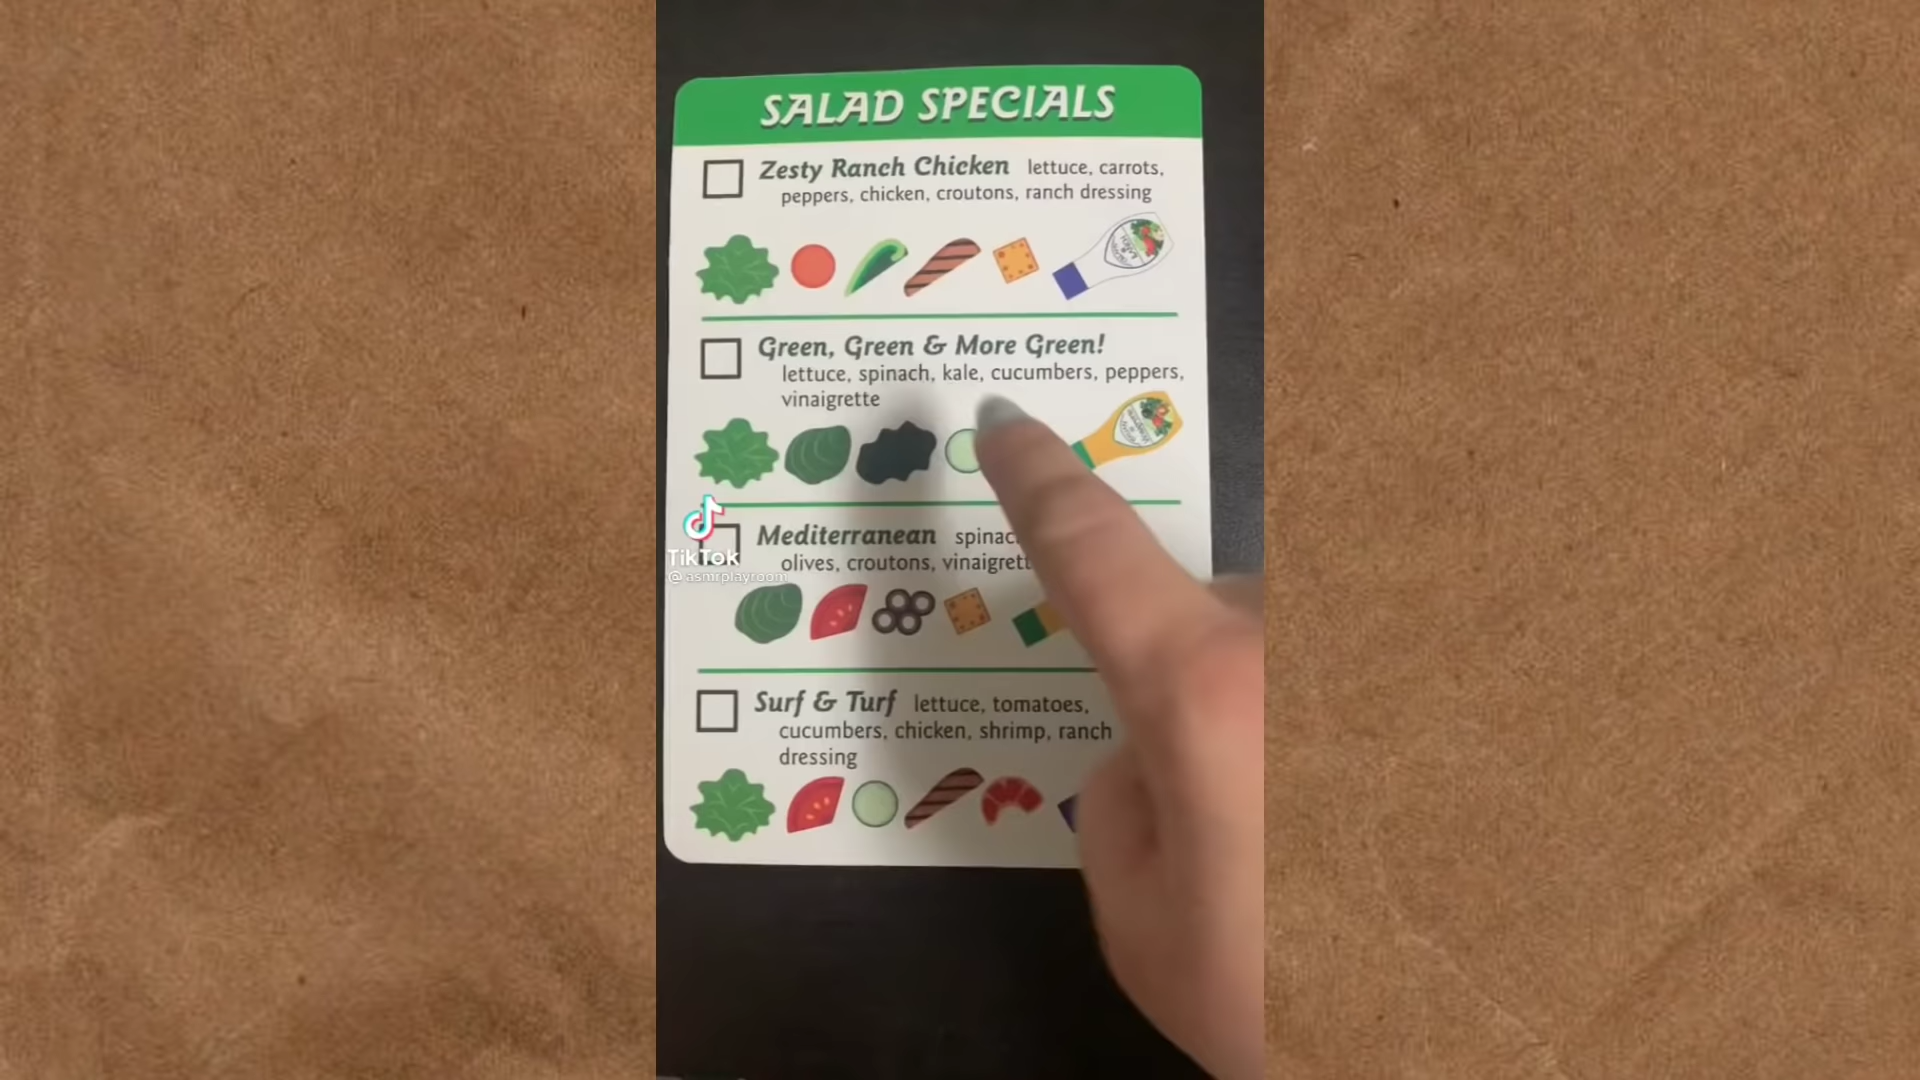 SALAD SPECIALS
Zesty Ranch Chicken lettuce, carrots,
peppers, chicken, croutons, ranch dressing
Green, Green & More Green!
lettuce, spinach, kale, cucumbers, peppers,
vinaigrette
Mediterranean
olives, croutons,
TikTok
@ asmrplayroom
Surf & Turf lettuce, tomatoes,
cucumbers, chicken, shrimp, ranch
dressing